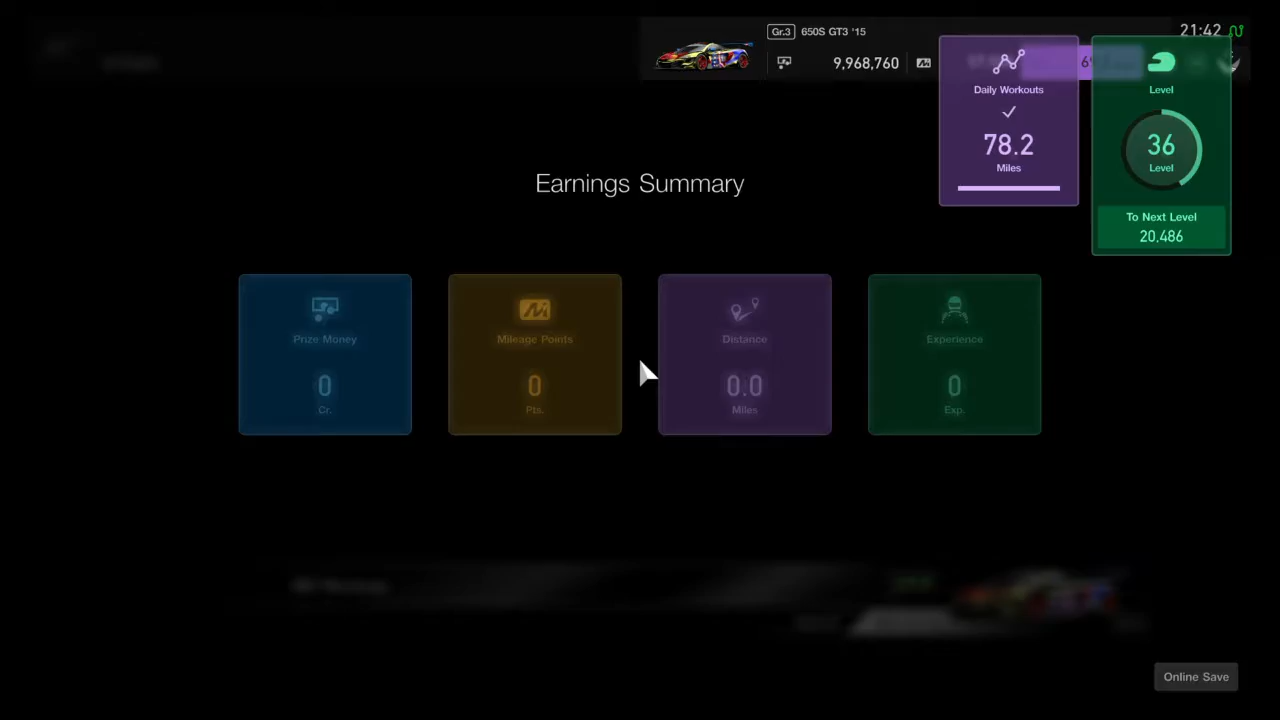 21:42
Gr.3 650S GT3 '15
9,968,760
Daily Workouts
78.2
Miles
Level
36
Level
To Next Level
20,486
Earnings Summary
Prize Money
0
Cr.
Mileage Points
0
Pts.
Distance
0.0
Miles
Experience
0
Exp.
Online Save